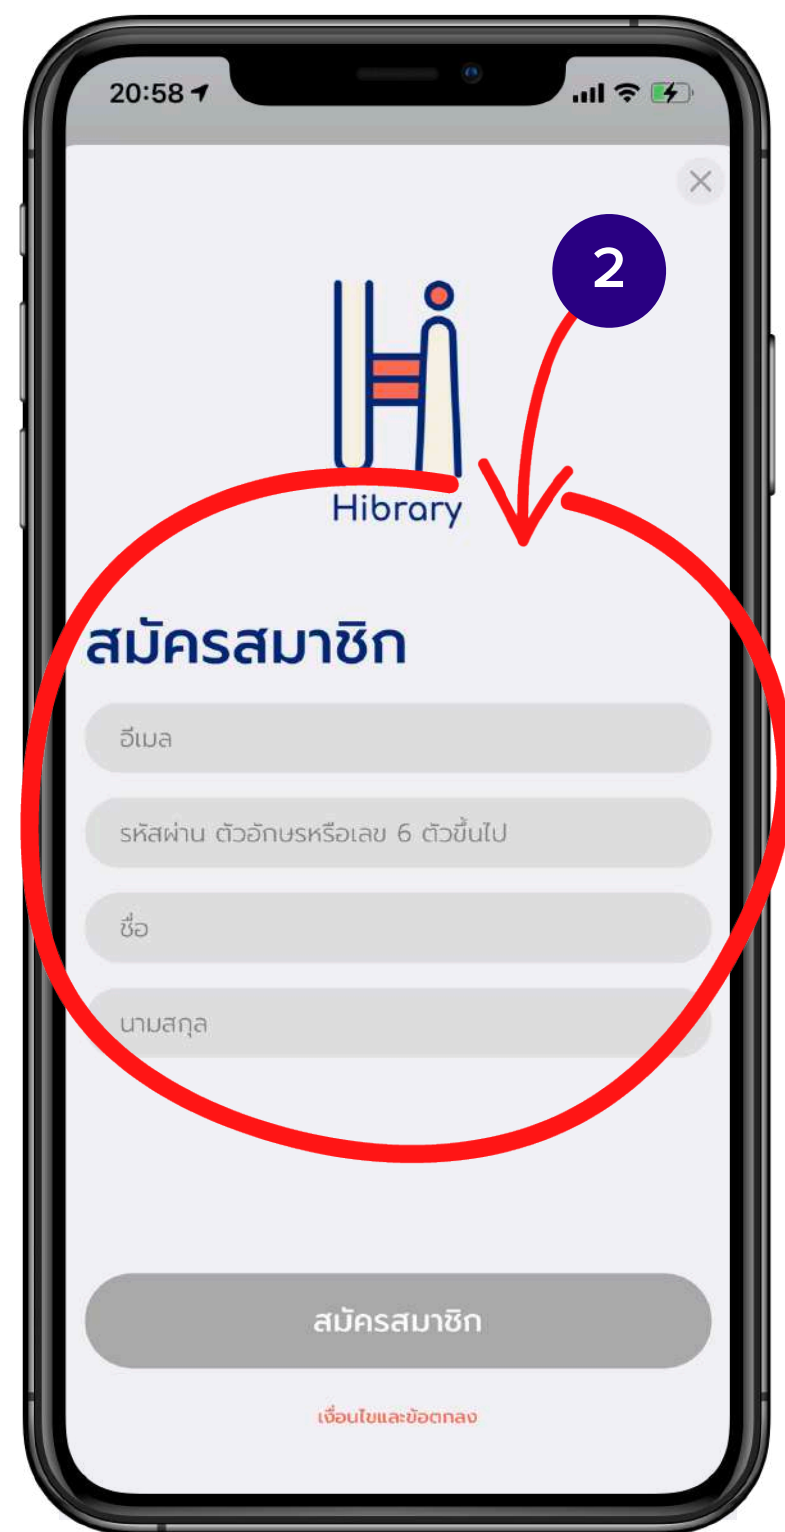 20:58
2
Hibrary
สมัครสมาชิก
อีเมล
รหัสผ่าน ตัวอักษรหรือเลข 6 ตัวขึ้นไป
ชื่อ
นามสกุล
สมัครสมาชิก
เงื่อนไขและข้อตกลง